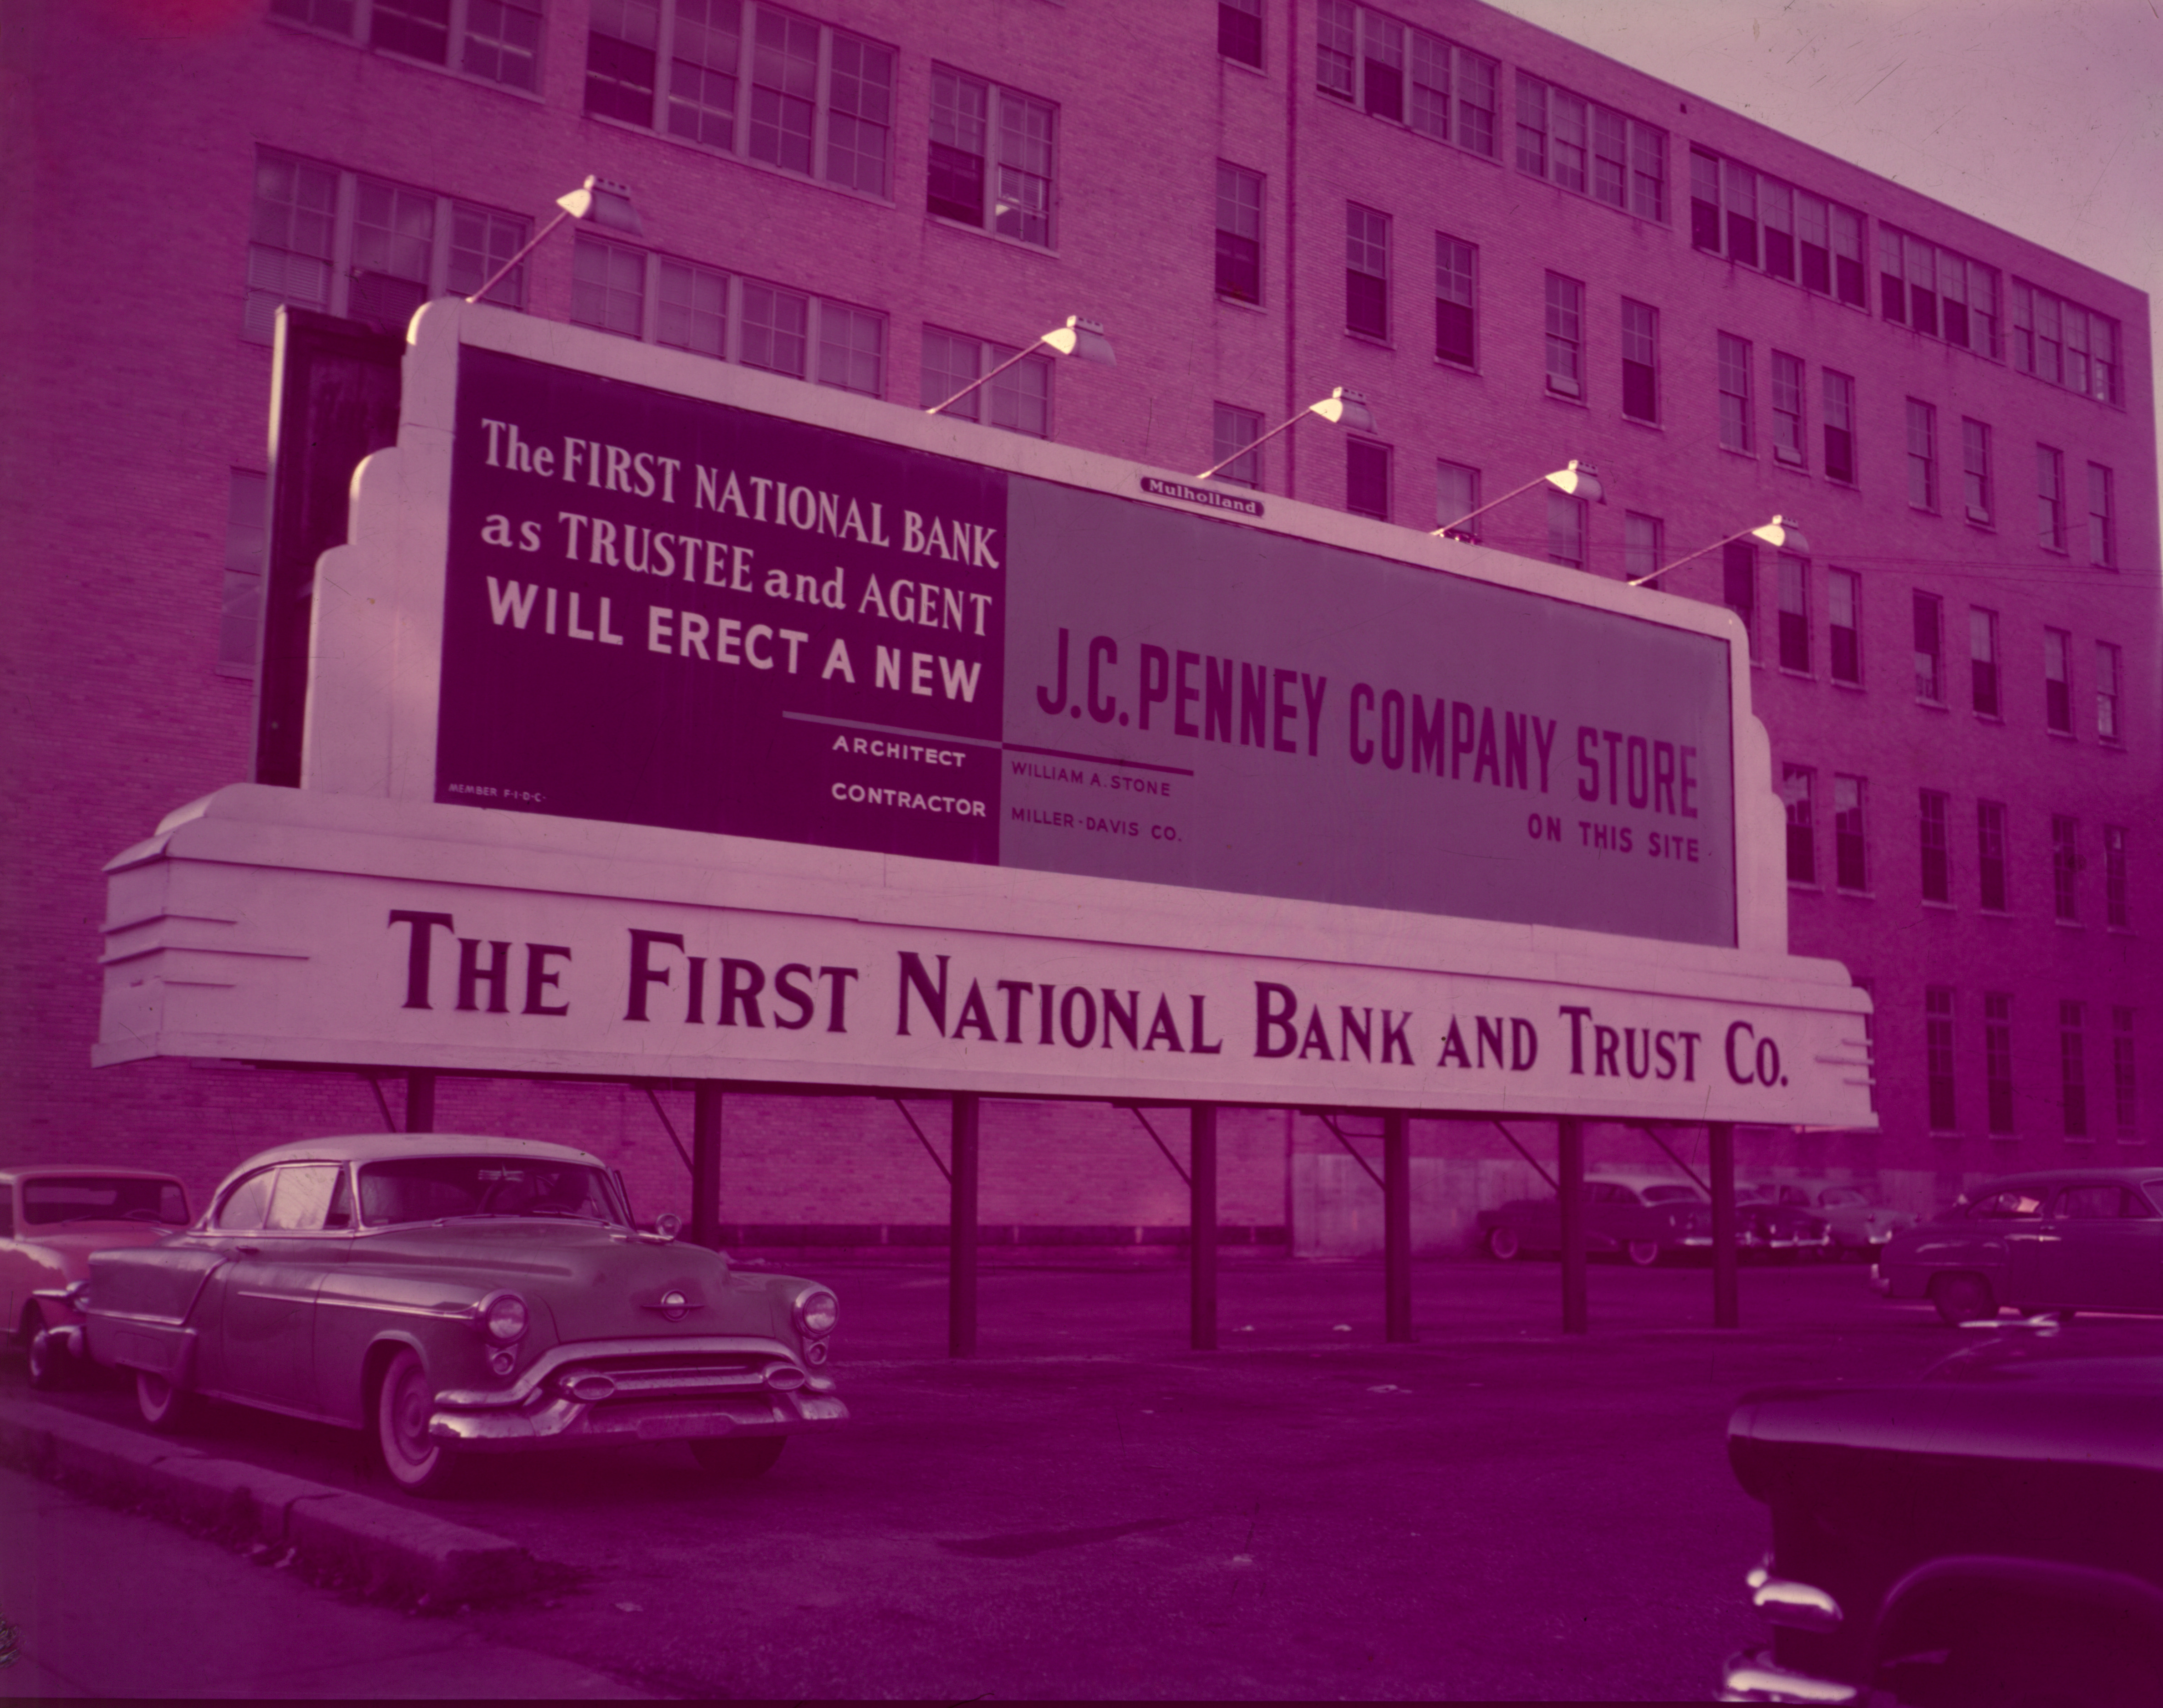 Mulholland
The FIRST NATIONAL BANK
as TRUSTEE and AGENT
WILL ERECT A NEW
J.C. PENNEY COMPANY STORE
ON THIS SITE
ARCHITECT WILLIAM A. STONE
CONTRACTOR MILLER-DAVIS CO.
MEMBER F·I·D·C·
THE FIRST NATIONAL BANK AND TRUST CO.